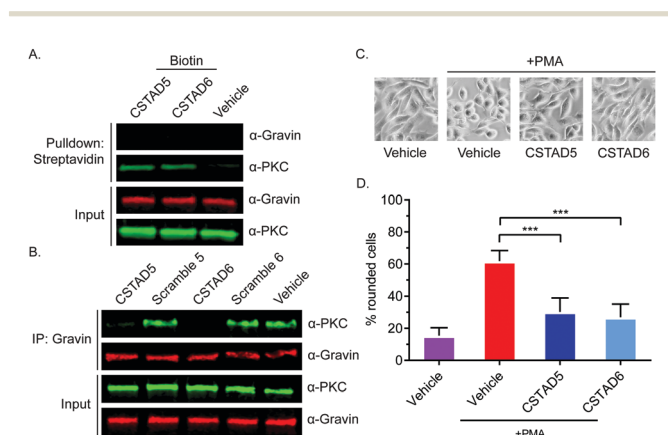 A.
Biotin
CSTAD5
CSTAD6
Vehicle
Pulldown:
Streptavidin
α-Gravin
α-PKC
Input
α-Gravin
α-PKC
B.
CSTAD5
Scramble 5
CSTAD6
Scramble 6
Vehicle
IP: Gravin
α-PKC
α-Gravin
Input
α-PKC
α-Gravin
C.
+PMA
Vehicle
Vehicle
CSTAD5
CSTAD6
D.
% rounded cells
100
80
60
40
20
0
***
***
Vehicle
Vehicle
CSTAD5
CSTAD6
+PMA